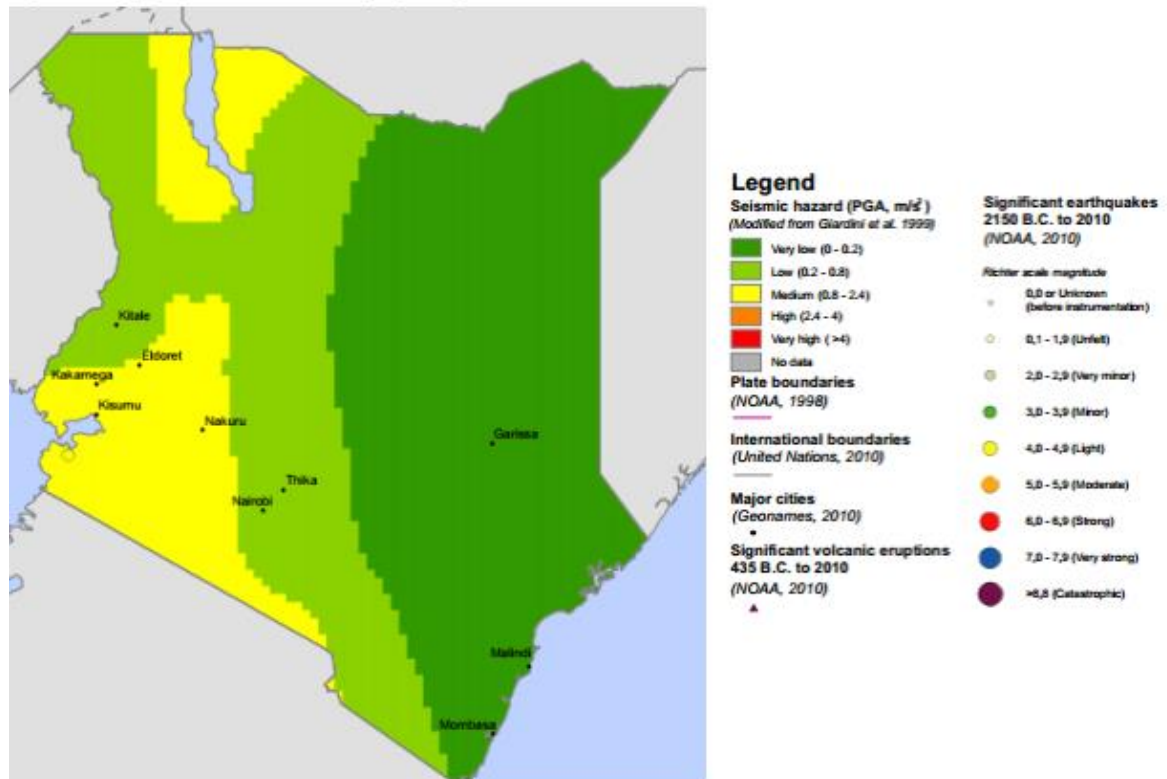 Kitale
Eldoret
Kakamega
Kisumu
Nakuru
Garissa
Thika
Nairobi
Malindi
Mombasa
Legend
Seismic hazard (PGA, m/s²)
(Modified from Giardini et al. 1999)
Very low (0 - 0.2)
Low (0.2 - 0.8)
Medium (0.8 - 2.4)
High (2.4 - 4)
Very high ( >4)
No data
Plate boundaries
(NOAA, 1998)
International boundaries
(United Nations, 2010)
Major cities
(Geonames, 2010)
Significant volcanic eruptions
435 B.C. to 2010
(NOAA, 2010)
Significant earthquakes
2150 B.C. to 2010
(NOAA, 2010)
Richter scale magnitude
0,0 or Unknown
(before instrumentation)
0,1 - 1,9 (Unfelt)
2,0 - 2,9 (Very minor)
3,0 - 3,9 (Minor)
4,0 - 4,9 (Light)
5,0 - 5,9 (Moderate)
6,0 - 6,9 (Strong)
7,0 - 7,9 (Very strong)
>8,8 (Catastrophic)